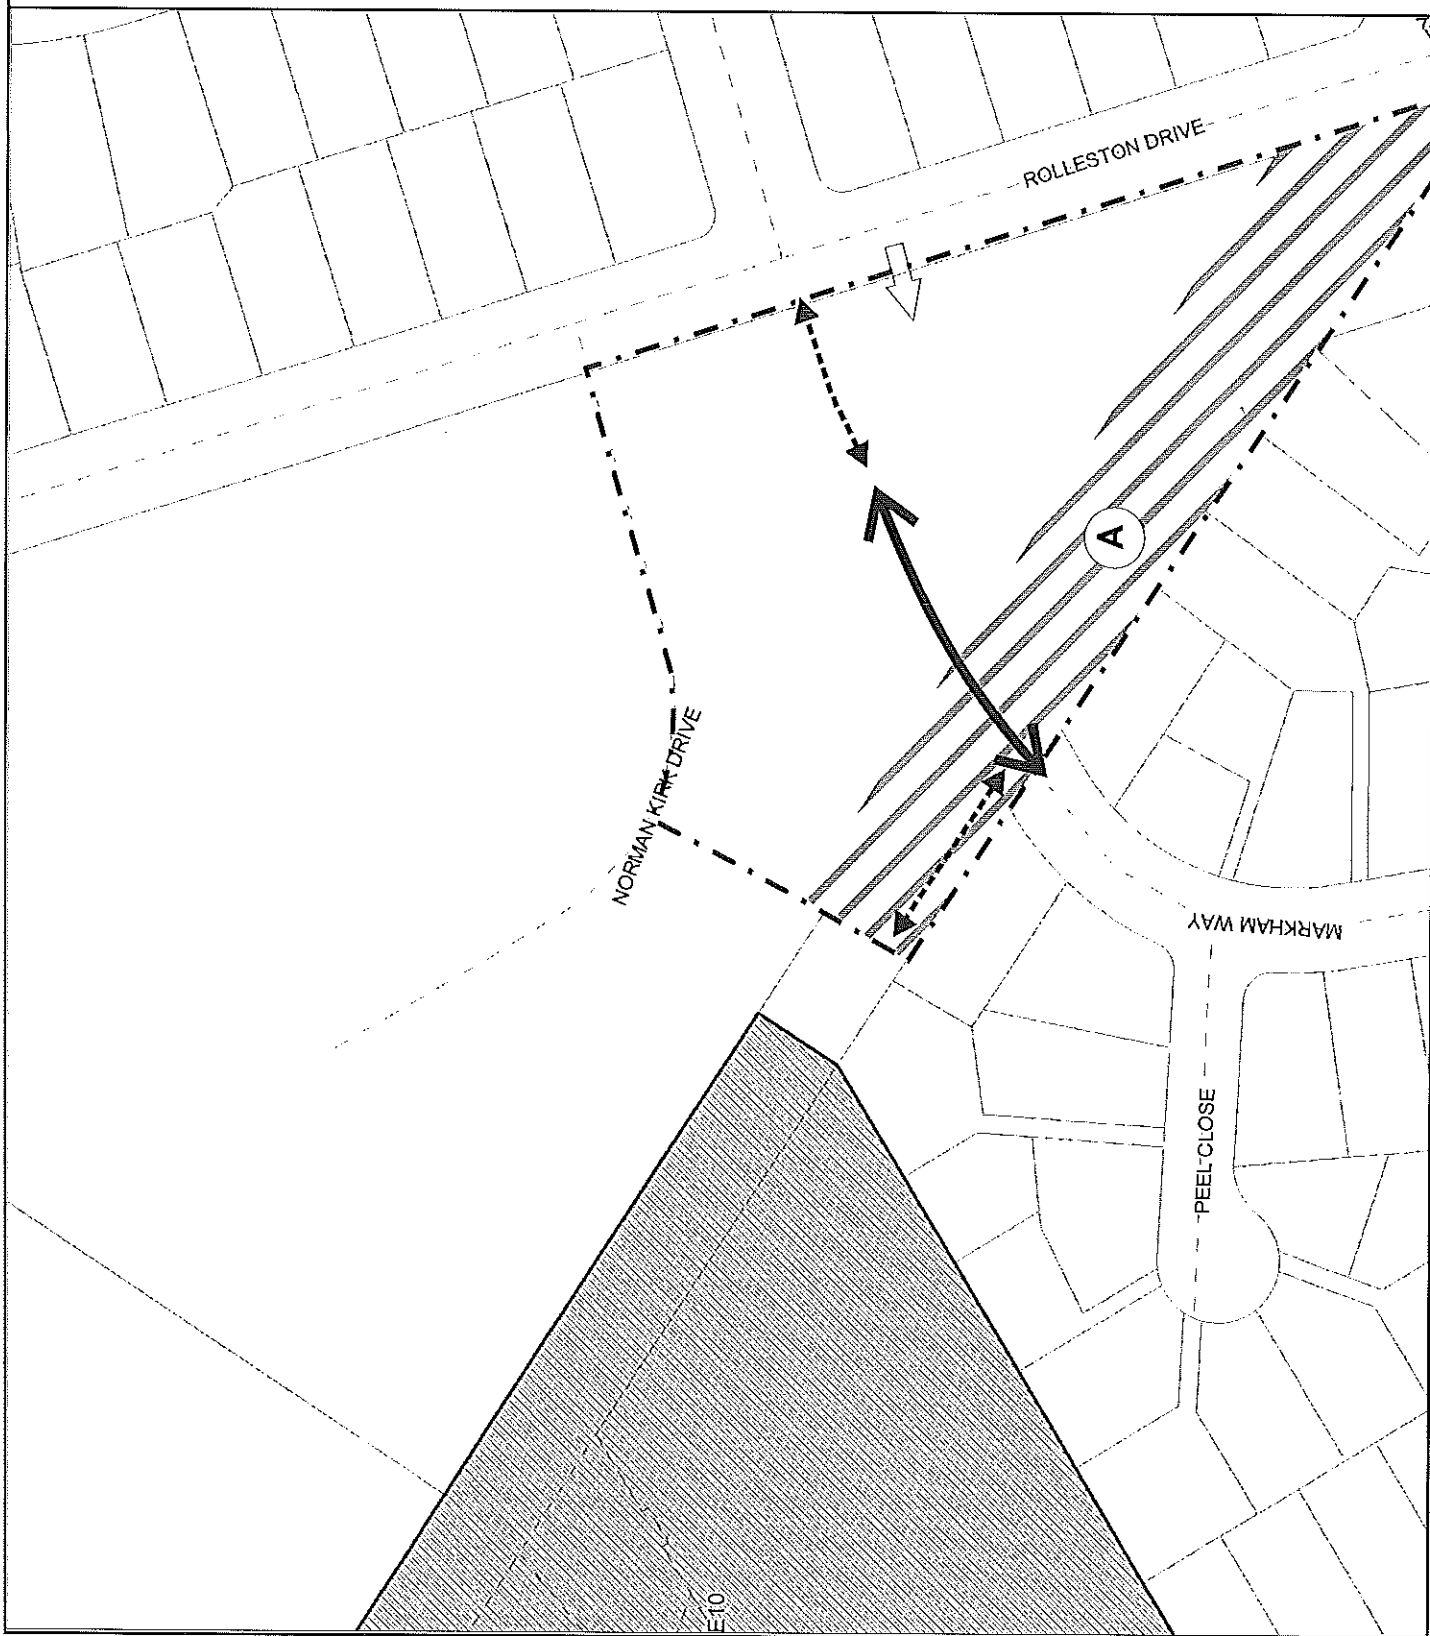 ROLLESTON DRIVE
A
NORMAN KIRK DRIVE
MARKHAM WAY
PEEL CLOSE
E10